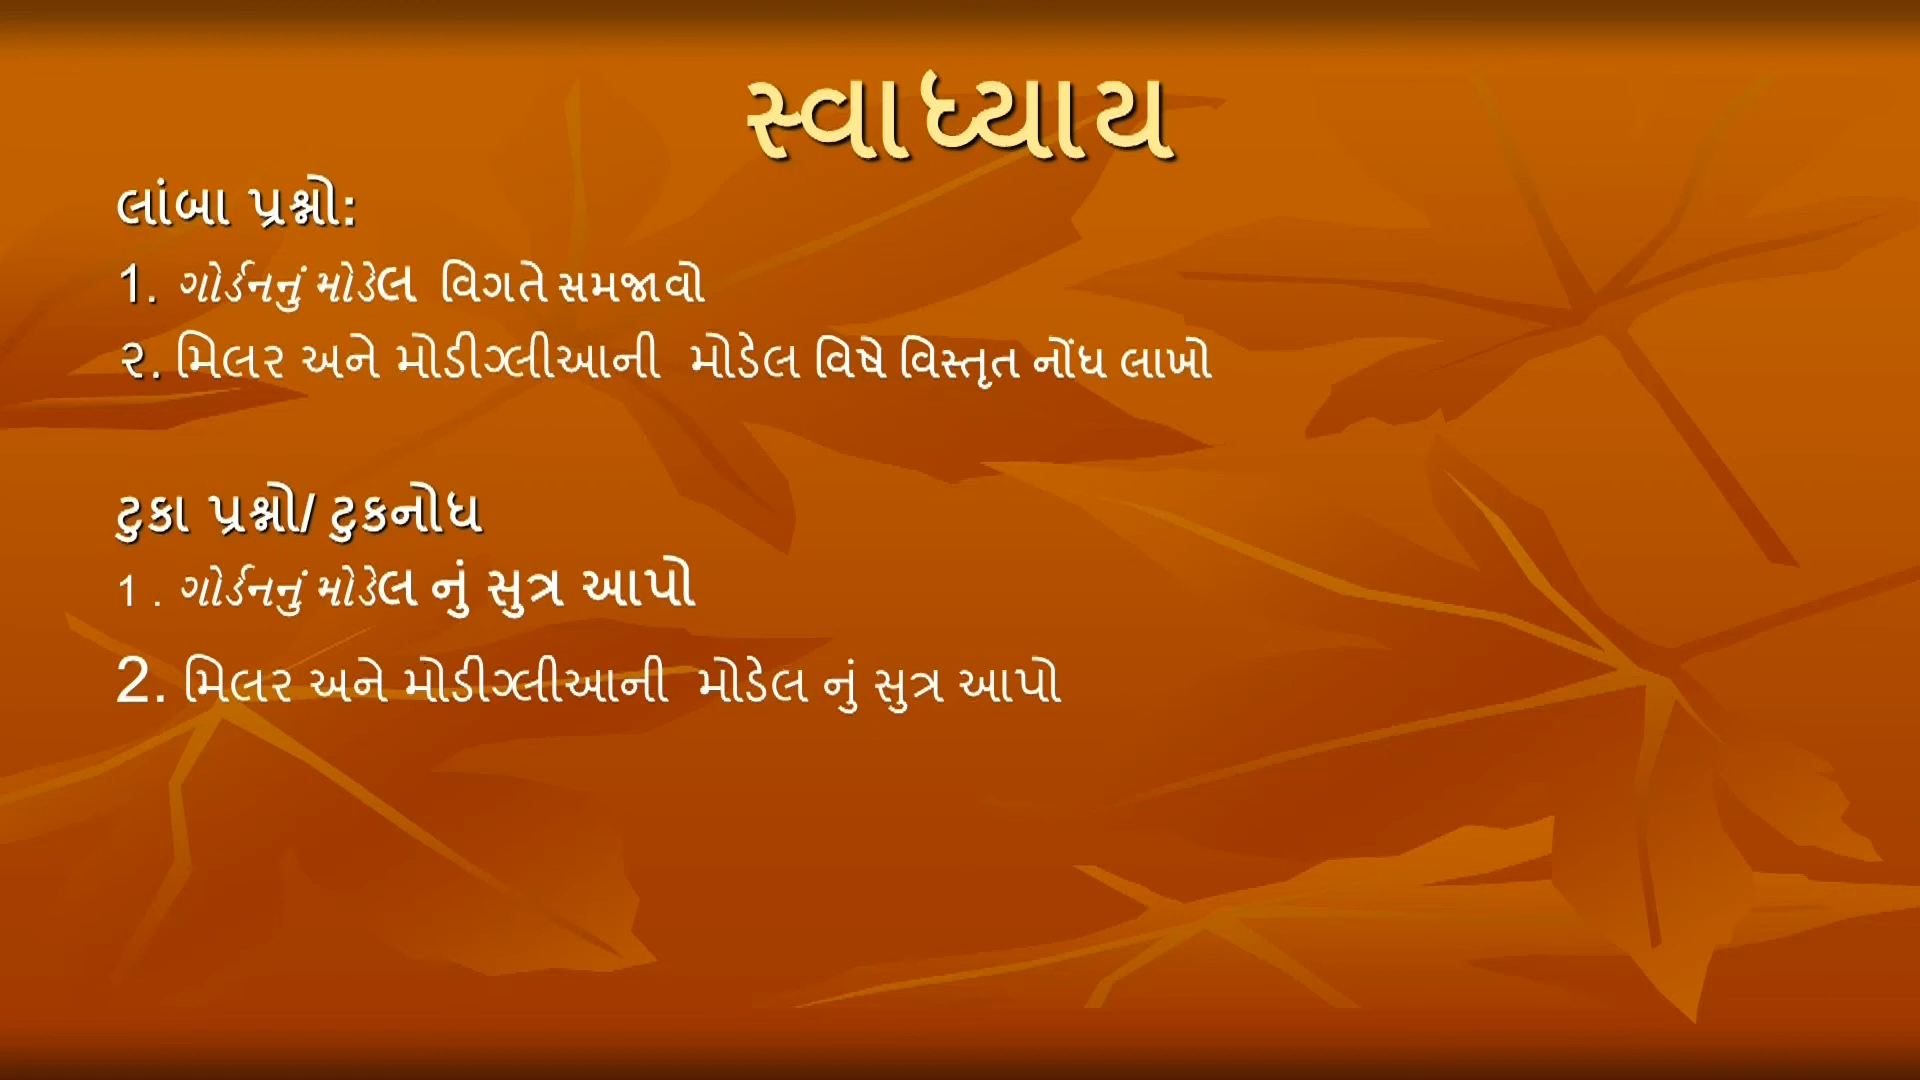 સ્વાધ્યાય
લાંબા પ્રશ્નો:
1. ગોર્ડનનું મોડેલ વિગતે સમજાવો
૨. મિલર અને મોડીગ્લીઆની મોડેલ વિષે વિસ્તૃત નોંધ લાખો
ટુકા પ્રશ્નો/ ટુકનોધ
1 . ગોર્ડનનું મોડેલ નું સુત્ર આપો
2. મિલર અને મોડીગ્લીઆની મોડેલ નું સુત્ર આપો